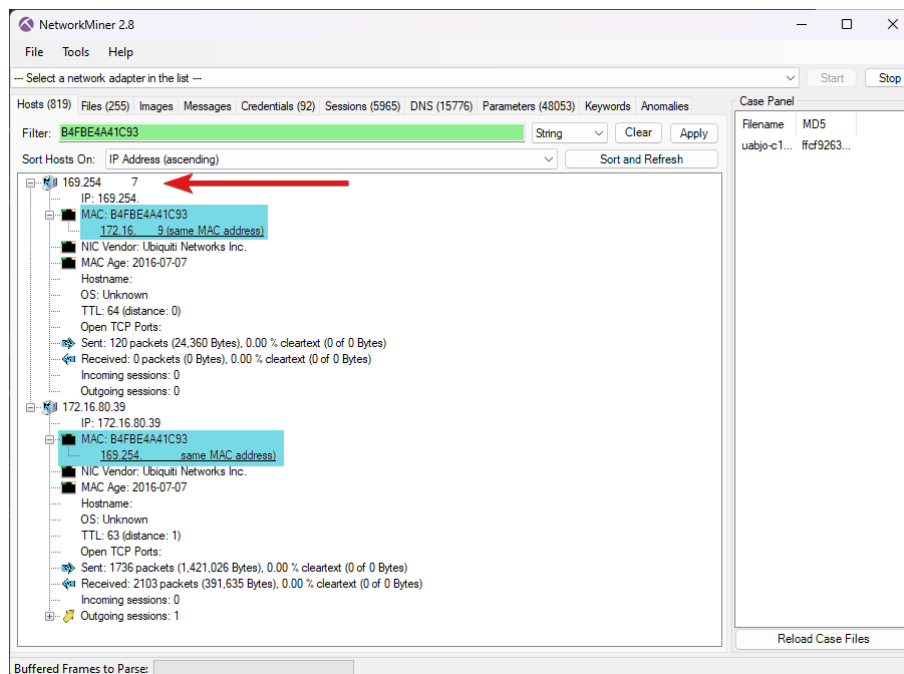 NetworkMiner 2.8
File Tools Help
--- Select a network adapter in the list ---
Start Stop
Hosts (819) Files (255) Images Messages Credentials (92) Sessions (5965) DNS (15776) Parameters (48053) Keywords Anomalies
Filter: B4FBE4A41C93 String Clear Apply
Sort Hosts On: IP Address (ascending) Sort and Refresh
169.254 7
IP: 169.254.
MAC: B4FBE4A41C93
172.16. 9 (same MAC address)
NIC Vendor: Ubiquiti Networks Inc.
MAC Age: 2016-07-07
Hostname:
OS: Unknown
TTL: 64 (distance: 0)
Open TCP Ports:
Sent: 120 packets (24,360 Bytes), 0.00 % cleartext (0 of 0 Bytes)
Received: 0 packets (0 Bytes), 0.00 % cleartext (0 of 0 Bytes)
Incoming sessions: 0
Outgoing sessions: 0
172.16.80.39
IP: 172.16.80.39
MAC: B4FBE4A41C93
169.254. same MAC address)
NIC Vendor: Ubiquiti Networks Inc.
MAC Age: 2016-07-07
Hostname:
OS: Unknown
TTL: 63 (distance: 1)
Open TCP Ports:
Sent: 1736 packets (1,421,026 Bytes), 0.00 % cleartext (0 of 0 Bytes)
Received: 2103 packets (391,635 Bytes), 0.00 % cleartext (0 of 0 Bytes)
Incoming sessions: 0
Outgoing sessions: 1
Case Panel
Filename MD5
uabjo-c1... ffcf9263...
Reload Case Files
Buffered Frames to Parse: